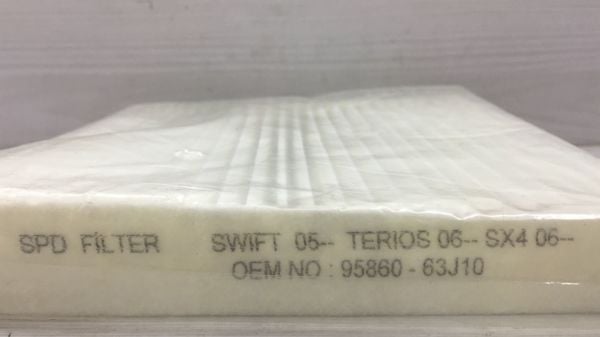 SPD FILTER SWIFT 05-- TERIOS 06-- SX4 06--
OEM NO : 95860 - 63J10